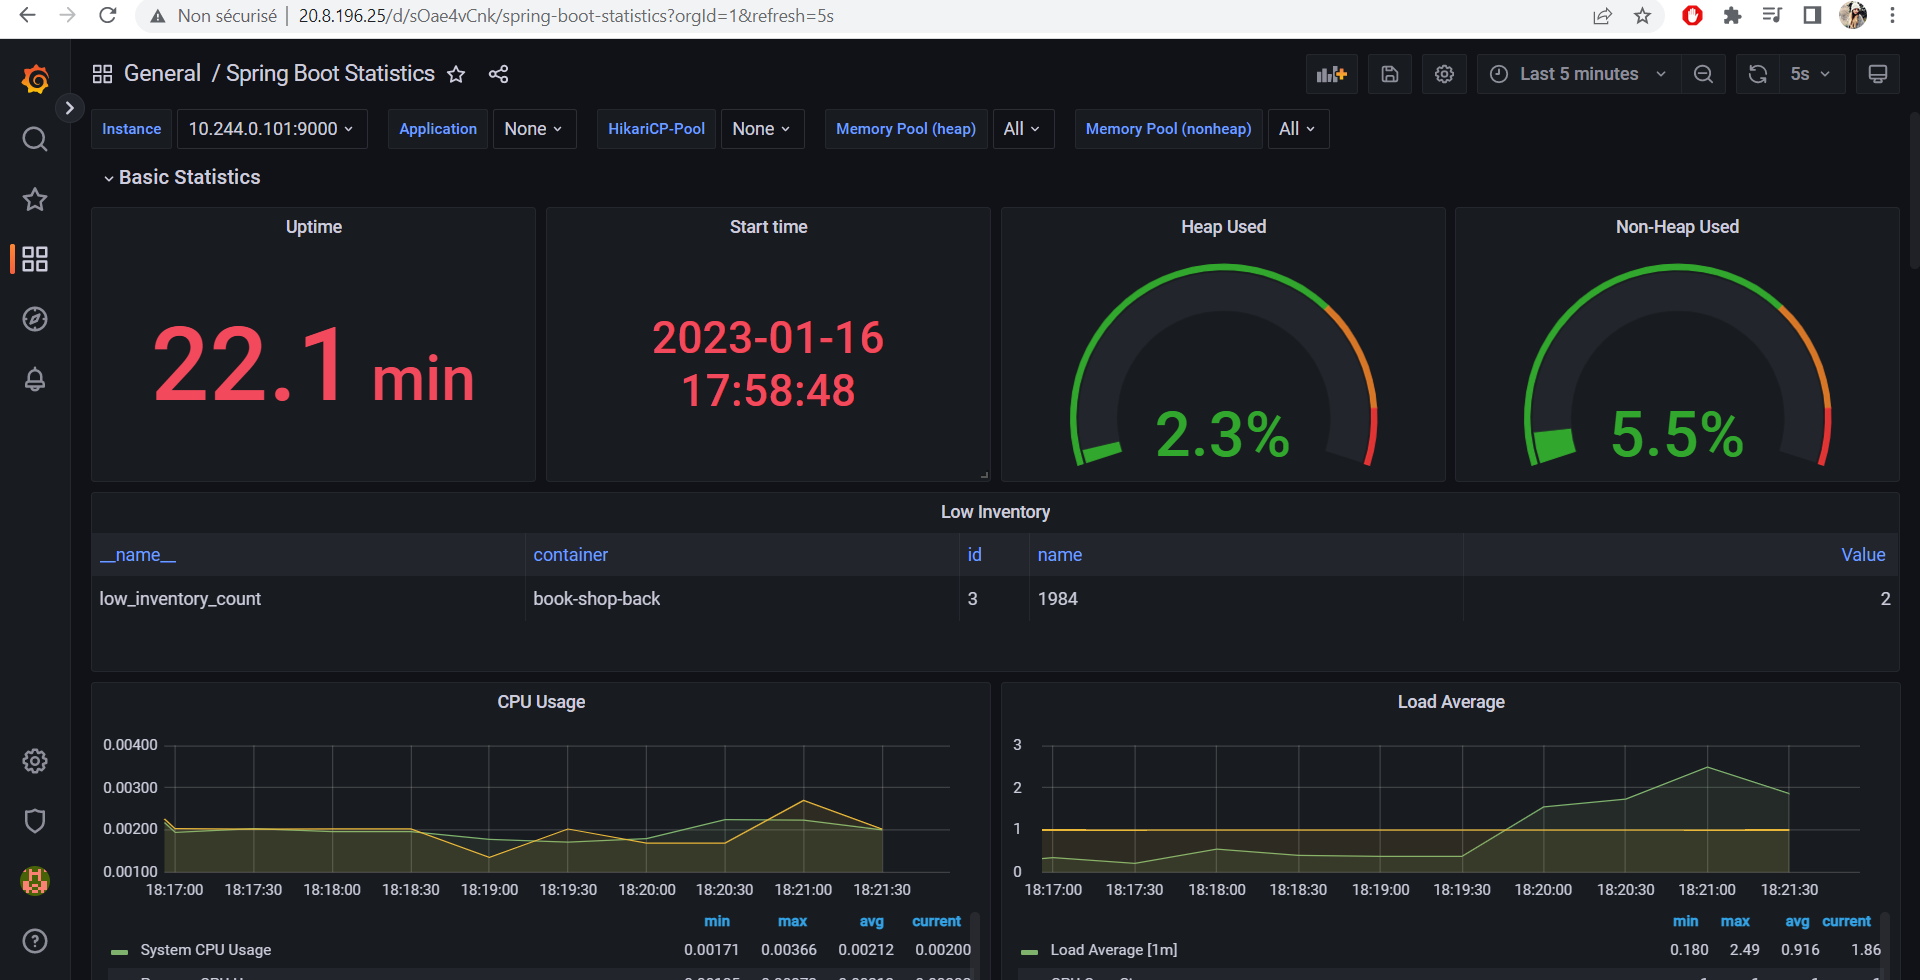 Non sécurisé | 20.8.196.25/d/sOae4vCnk/spring-boot-statistics?orgId=1&refresh=5s
General / Spring Boot Statistics
Last 5 minutes
5s
Instance 10.244.0.101:9000 Application None HikariCP-Pool None Memory Pool (heap) All Memory Pool (nonheap) All
Basic Statistics
Uptime
22.1 min
Start time
2023-01-16
17:58:48
Heap Used
2.3%
Non-Heap Used
5.5%
Low Inventory
__name__ container id name Value
low_inventory_count book-shop-back 3 1984 2
CPU Usage
0.00400
0.00300
0.00200
0.00100
18:17:00 18:17:30 18:18:00 18:18:30 18:19:00 18:19:30 18:20:00 18:20:30 18:21:00 18:21:30
min max avg current
System CPU Usage 0.00171 0.00366 0.00212 0.00200
Load Average
3
2
1
0
18:17:00 18:17:30 18:18:00 18:18:30 18:19:00 18:19:30 18:20:00 18:20:30 18:21:00 18:21:30
min max avg current
Load Average [1m] 0.180 2.49 0.916 1.86